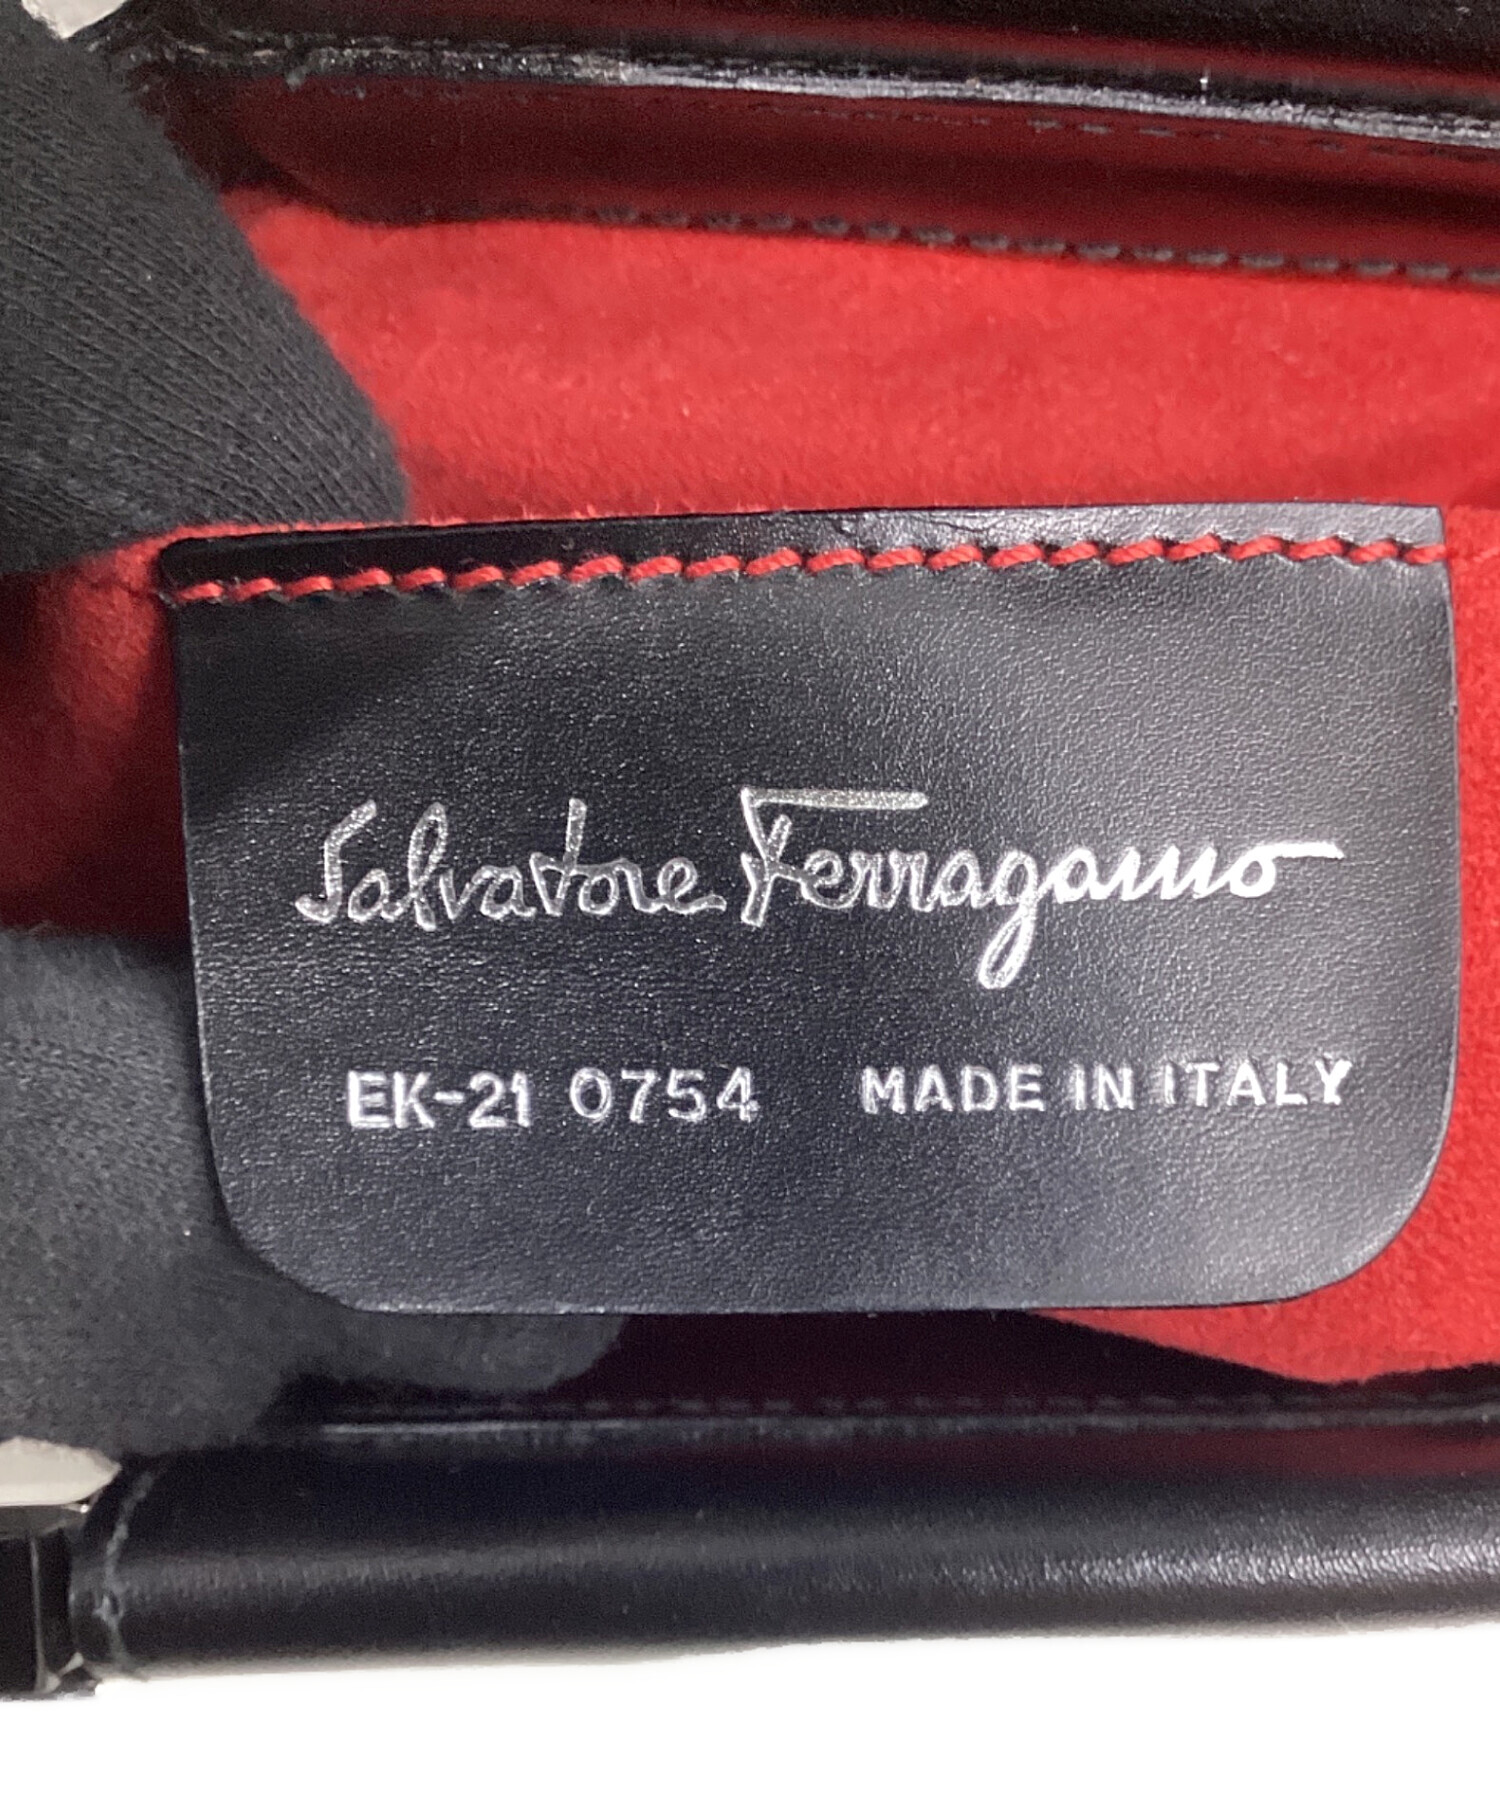 Salvatore Ferragamo
EK-21 0754 MADE IN ITALY